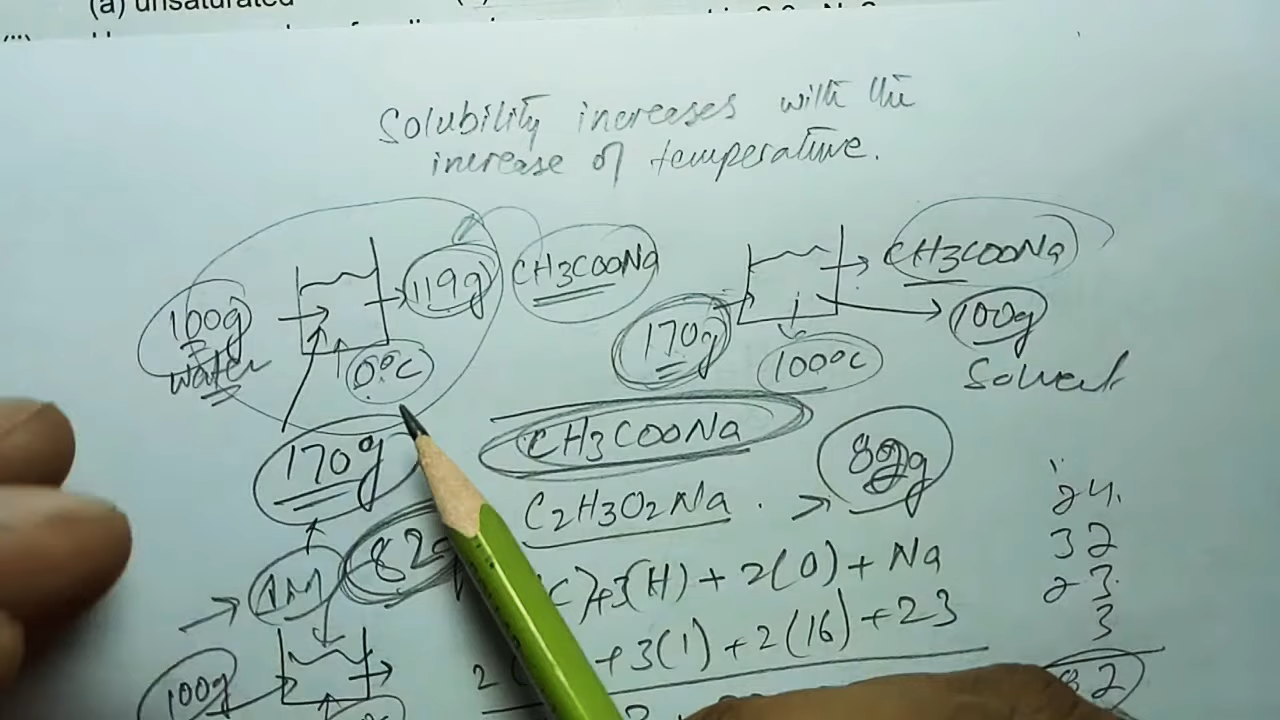 (a) unsaturated
Solubility increases with the
increase of temperature.
100g
water
119g
CH3COONa
0°C
170g
CH3COONa
170g
100g
100°C
Solvent
CH3COONa
82g
C2H3O2Na
1M
82g
+3(H)+2(O)+Na
2
+3(1)+2(16)+23
24
32
23
3
82
100g